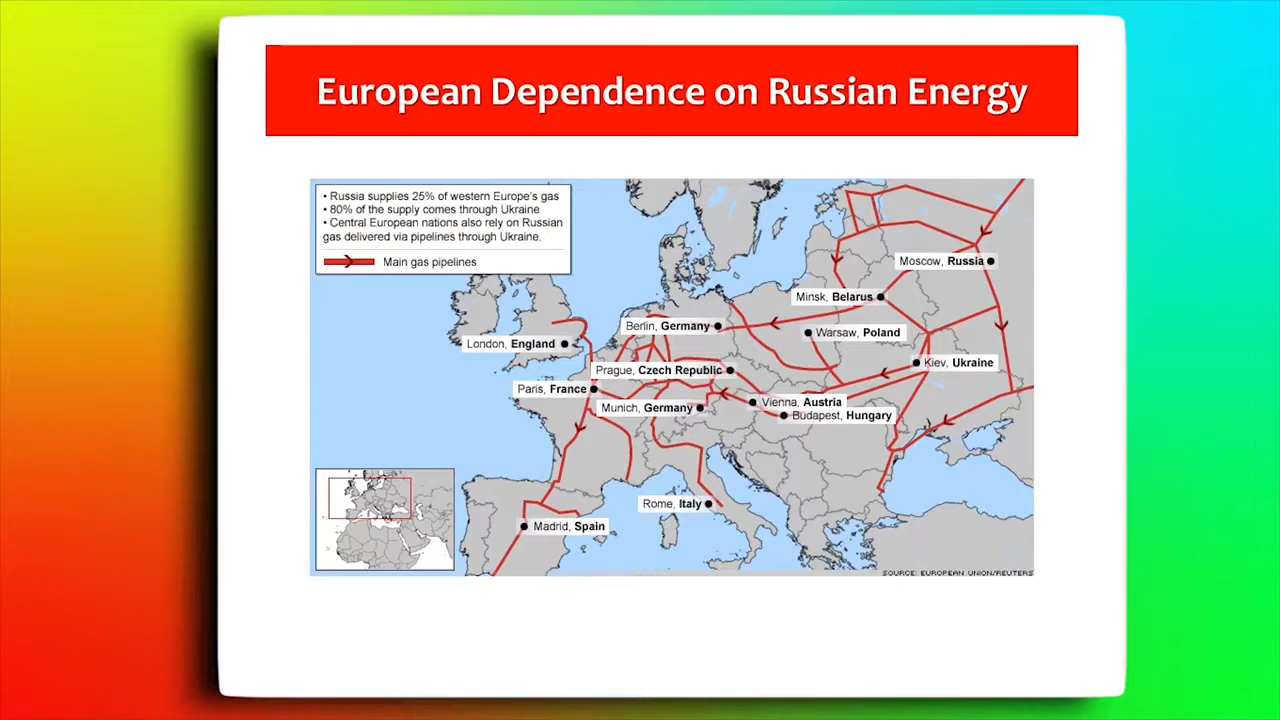 European Dependence on Russian Energy
• Russia supplies 25% of western Europe's gas
• 80% of the supply comes through Ukraine
• Central European nations also rely on Russian
gas delivered via pipelines through Ukraine.
Main gas pipelines
Moscow, Russia
Minsk, Belarus
Berlin, Germany
Warsaw, Poland
London, England
Kiev, Ukraine
Prague, Czech Republic
Paris, France
Vienna, Austria
Munich, Germany
Budapest, Hungary
Rome, Italy
Madrid, Spain
SOURCE: EUROPEAN UNION/REUTERS